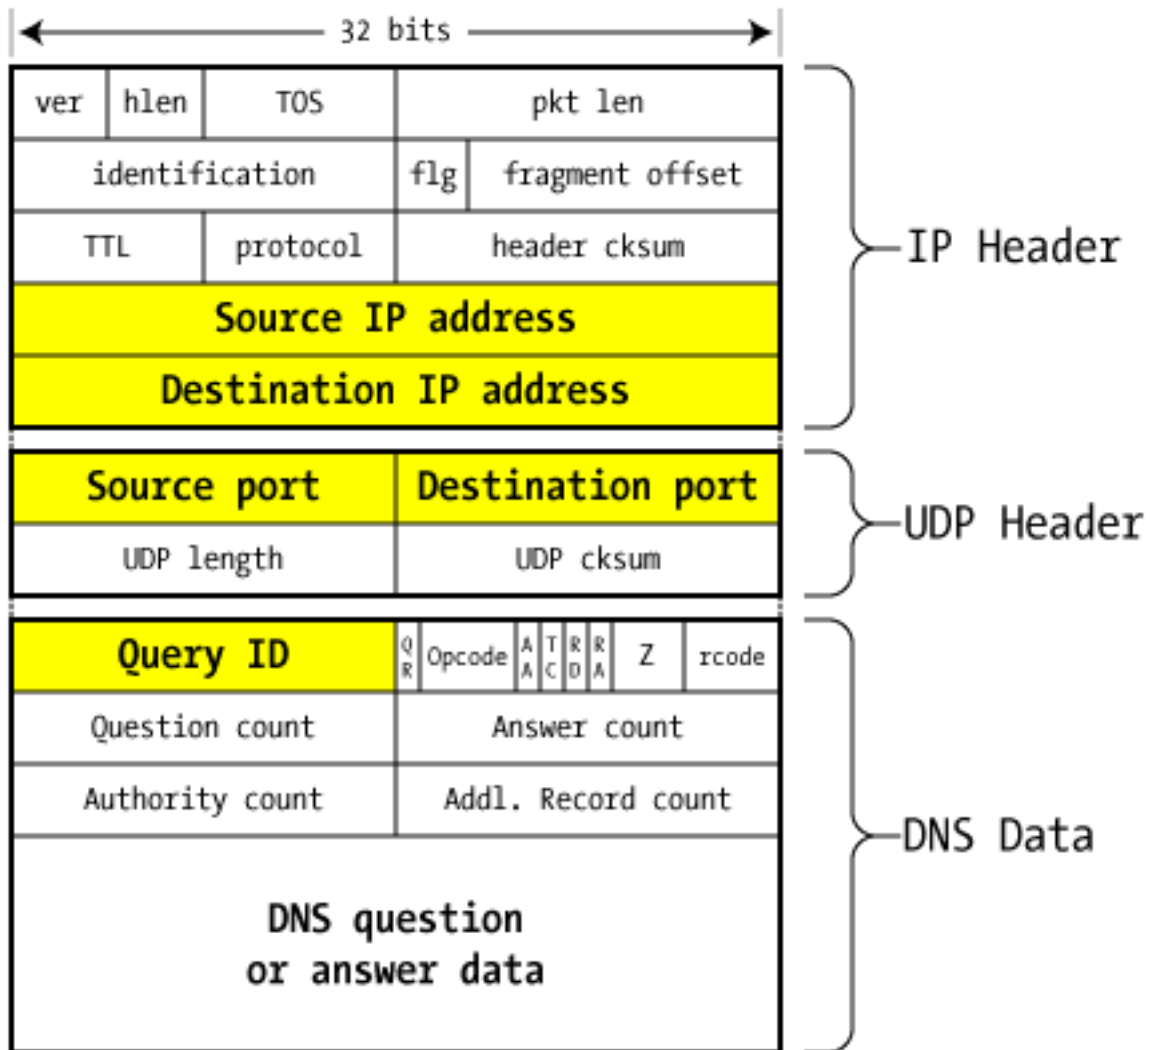 32 bits
ver hlen TOS pkt len
identification flg fragment offset
TTL protocol header cksum
IP Header
Source IP address
Destination IP address
Source port Destination port
UDP Header
UDP length UDP cksum
Query ID QR Opcode AA TC RD RA Z rcode
Question count Answer count
Authority count Addl. Record count
DNS Data
DNS question
or answer data